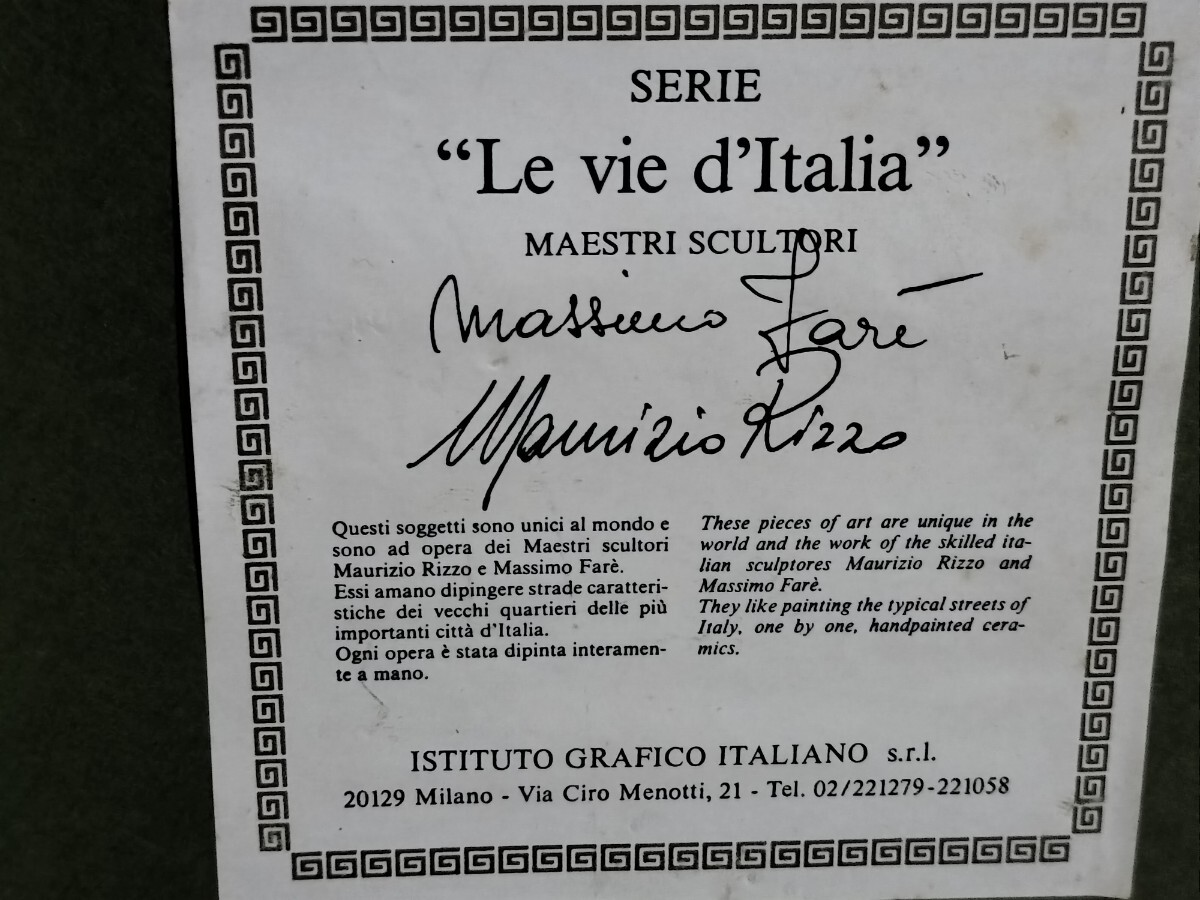 SERIE
“Le vie d’Italia”
MAESTRI SCULTORI
Massimo Farè
Maurizio Rizzo
Questi soggetti sono unici al mondo e
sono ad opera dei Maestri scultori
Maurizio Rizzo e Massimo Farè.
Essi amano dipingere strade caratteri-
stiche dei vecchi quartieri delle più
importanti città d’Italia.
Ogni opera è stata dipinta interamen-
te a mano.
These pieces of art are unique in the
world and the work of the skilled ita-
lian sculptores Maurizio Rizzo and
Massimo Farè.
They like painting the typical streets of
Italy, one by one, handpainted cera-
mics.
ISTITUTO GRAFICO ITALIANO s.r.l.
20129 Milano - Via Ciro Menotti, 21 - Tel. 02/221279-221058